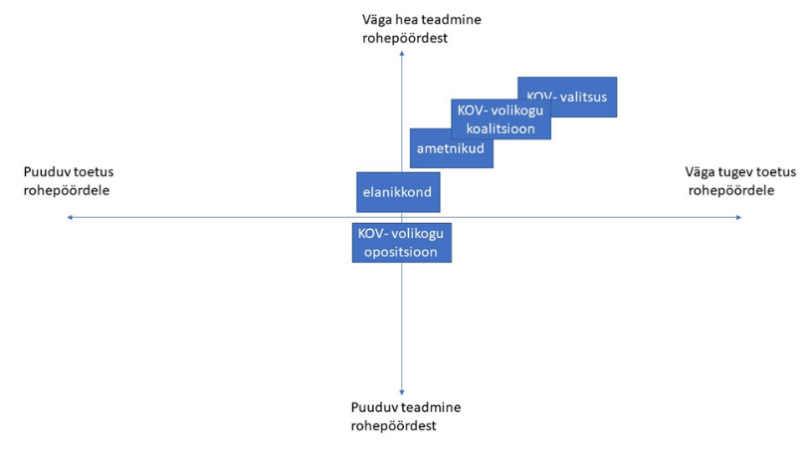 Väga hea teadmine
rohepöördest
KOV- valitsus
KOV- volikogu
koalitsioon
ametnikud
Puuduv toetus
rohepöördele
Väga tugev toetus
rohepöördele
elanikkond
KOV- volikogu
opositsioon
Puuduv teadmine
rohepöördest